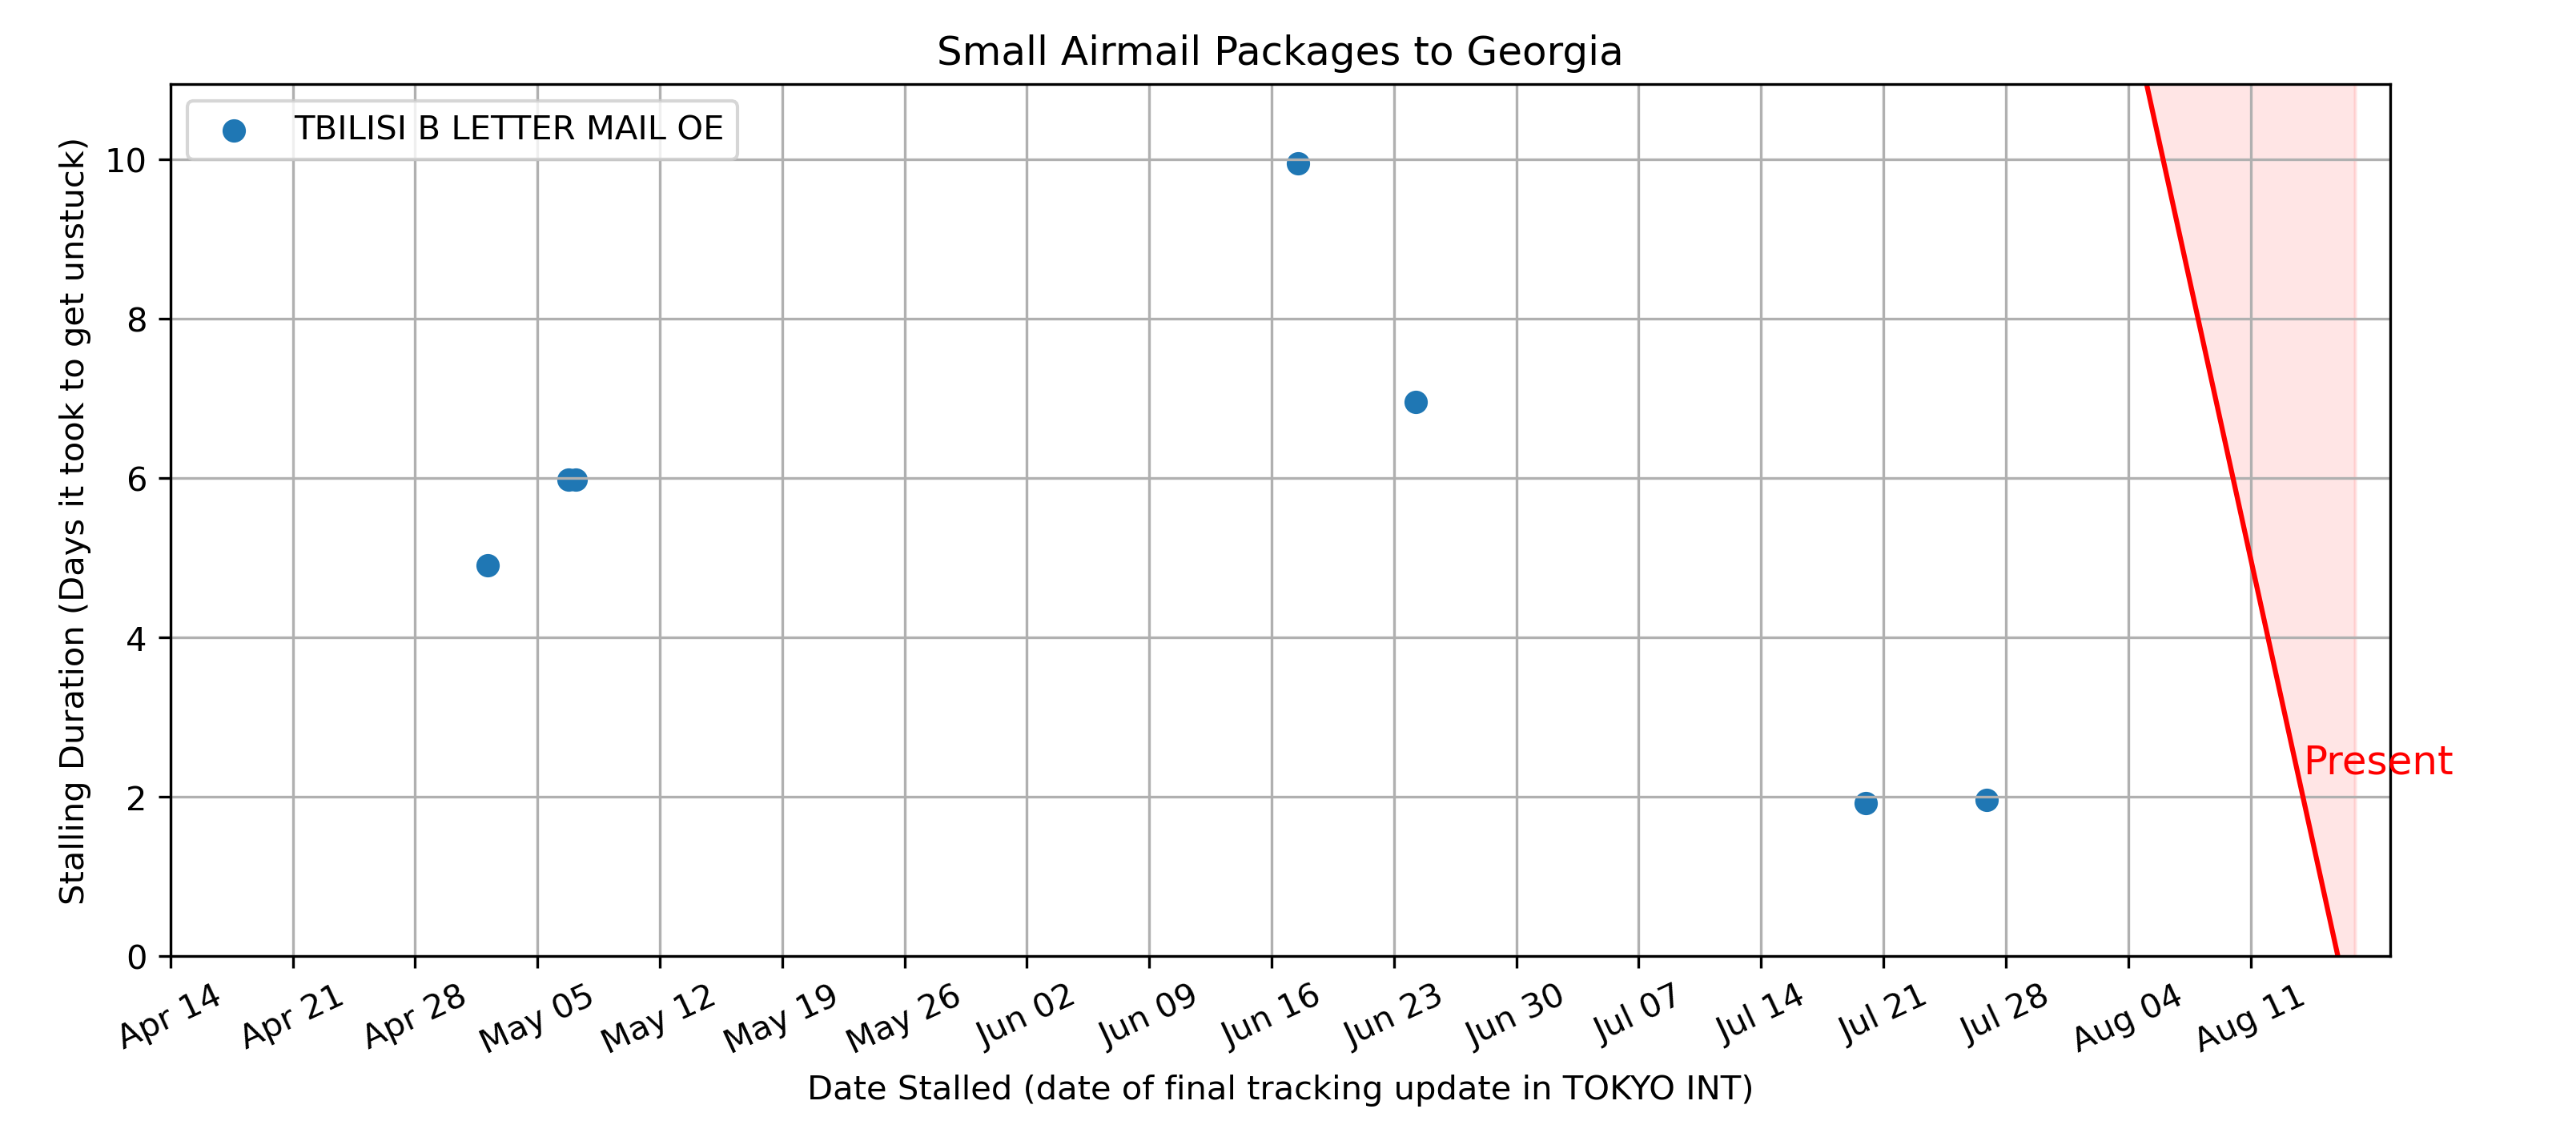 Small Airmail Packages to Georgia
TBILISI B LETTER MAIL OE
Stalling Duration (Days it took to get unstuck)
10
8
6
4
2
0
Present
Apr 14
Apr 21
Apr 28
May 05
May 12
May 19
May 26
Jun 02
Jun 09
Jun 16
Jun 23
Jun 30
Jul 07
Jul 14
Jul 21
Jul 28
Aug 04
Aug 11
Date Stalled (date of final tracking update in TOKYO INT)